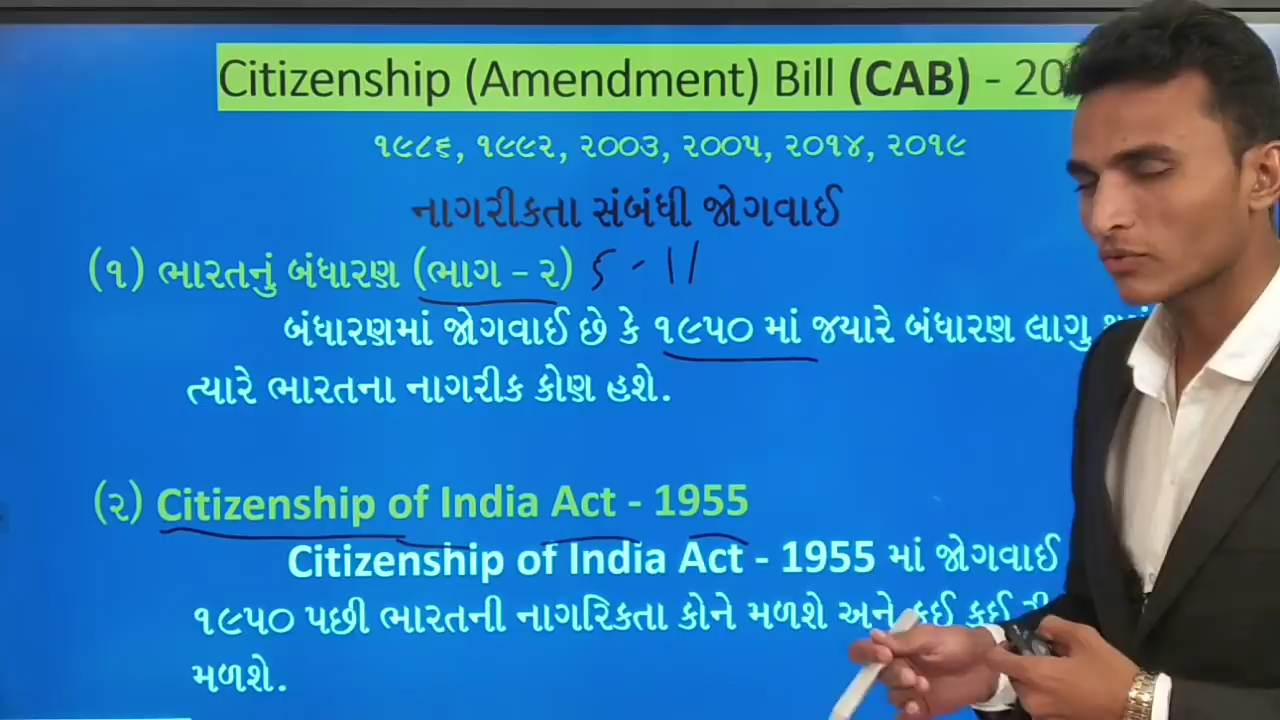 Citizenship (Amendment) Bill (CAB) - 20
૧૯૮૬, ૧૯૯૨, ૨૦૦૩, ૨૦૦૫, ૨૦૧૪, ૨૦૧૯
નાગરીકતા સંબંધી જોગવાઈ
(૧) ભારતનું બંધારણ (ભાગ – ૨) 5 - 11
બંધારણમાં જોગવાઈ છે કે ૧૯૫૦ માં જયારે બંધારણ લાગુ
ત્યારે ભારતના નાગરીક કોણ હશે.
(૨) Citizenship of India Act - 1955
Citizenship of India Act - 1955 માં જોગવાઈ
૧૯૫૦ પછી ભારતની નાગરિકતા કોને મળશે અને કઈ કઈ
મળશે.